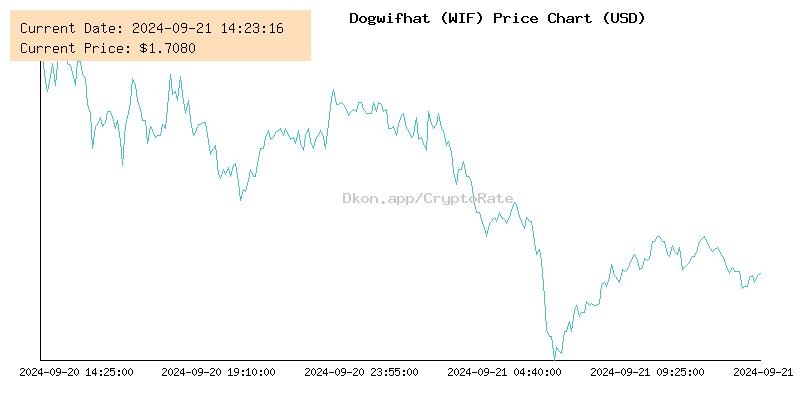 Dogwifhat (WIF) Price Chart (USD)
Current Date: 2024-09-21 14:23:16
Current Price: $1.7080
Dkon.app/CryptoRate
2024-09-20 14:25:00 2024-09-20 19:10:00 2024-09-20 23:55:00 2024-09-21 04:40:00 2024-09-21 09:25:00 2024-09-21